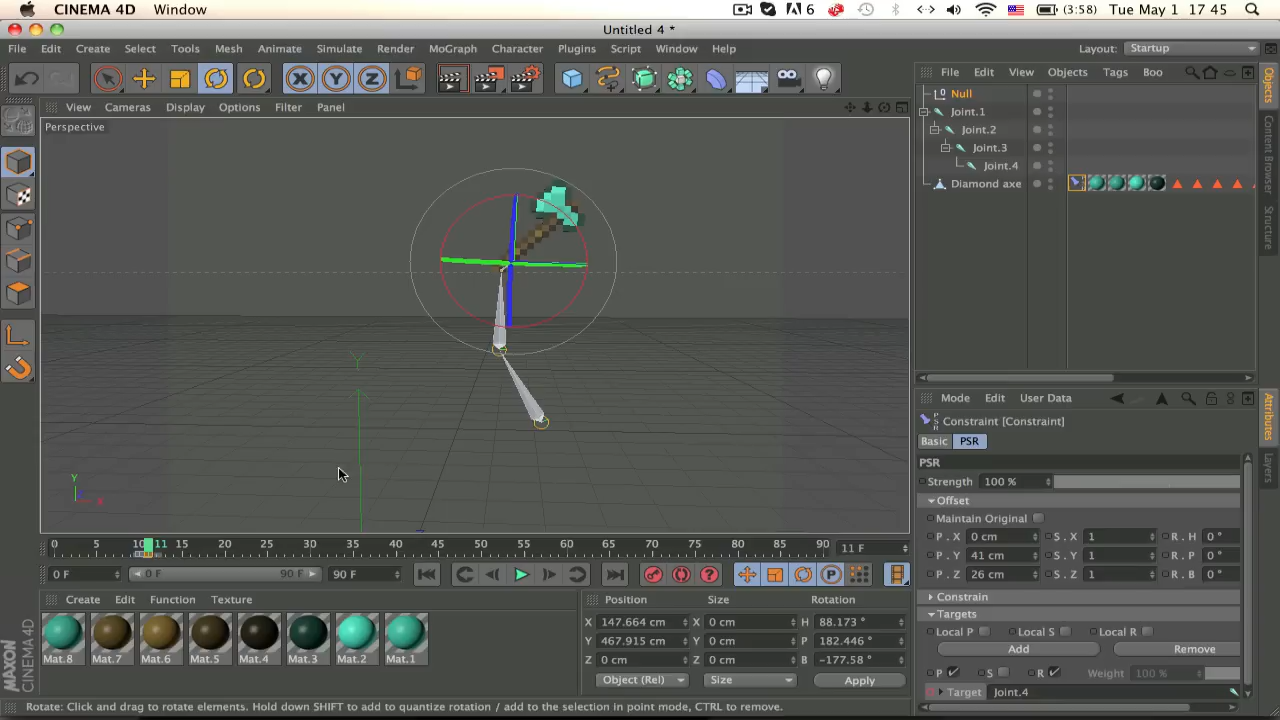 CINEMA 4D Window 6 (3:58) Tue May 1 17:45
Untitled 4 *
File Edit Create Select Tools Mesh Animate Simulate Render MoGraph Character Plugins Script Window Help Layout: Startup
X Y Z
File Edit View Objects Tags Boo
View Cameras Display Options Filter Panel
Perspective
Null
Joint.1
Joint.2
Joint.3
Joint.4
Diamond axe
Objects
Content Browser
Structure
Y
Y
Mode Edit User Data
Constraint [Constraint]
Basic PSR
PSR
Strength 100 %
Offset
Maintain Original
P . X 0 cm S . X 1 R . H 0 °
P . Y 41 cm S . Y 1 R . P 0 °
P . Z 26 cm S . Z 1 R . B 0 °
Constrain
Targets
Local P Local S Local R
Add Remove
P S R Weight 100 %
Target Joint.4
Attributes
Layers
0 5 10 11 15 20 25 30 35 40 45 50 55 60 65 70 75 80 85 90 11 F
0 F 0 F 90 F 90 F
Create Edit Function Texture
Mat.8 Mat.7 Mat.6 Mat.5 Mat.4 Mat.3 Mat.2 Mat.1
Position Size Rotation
X 147.664 cm X 0 cm H 88.173 °
Y 467.915 cm Y 0 cm P 182.446 °
Z 0 cm Z 0 cm B -177.58 °
Object (Rel) Size Apply
MAXON CINEMA 4D
Rotate: Click and drag to rotate elements. Hold down SHIFT to add to quantize rotation / add to the selection in point mode, CTRL to remove.